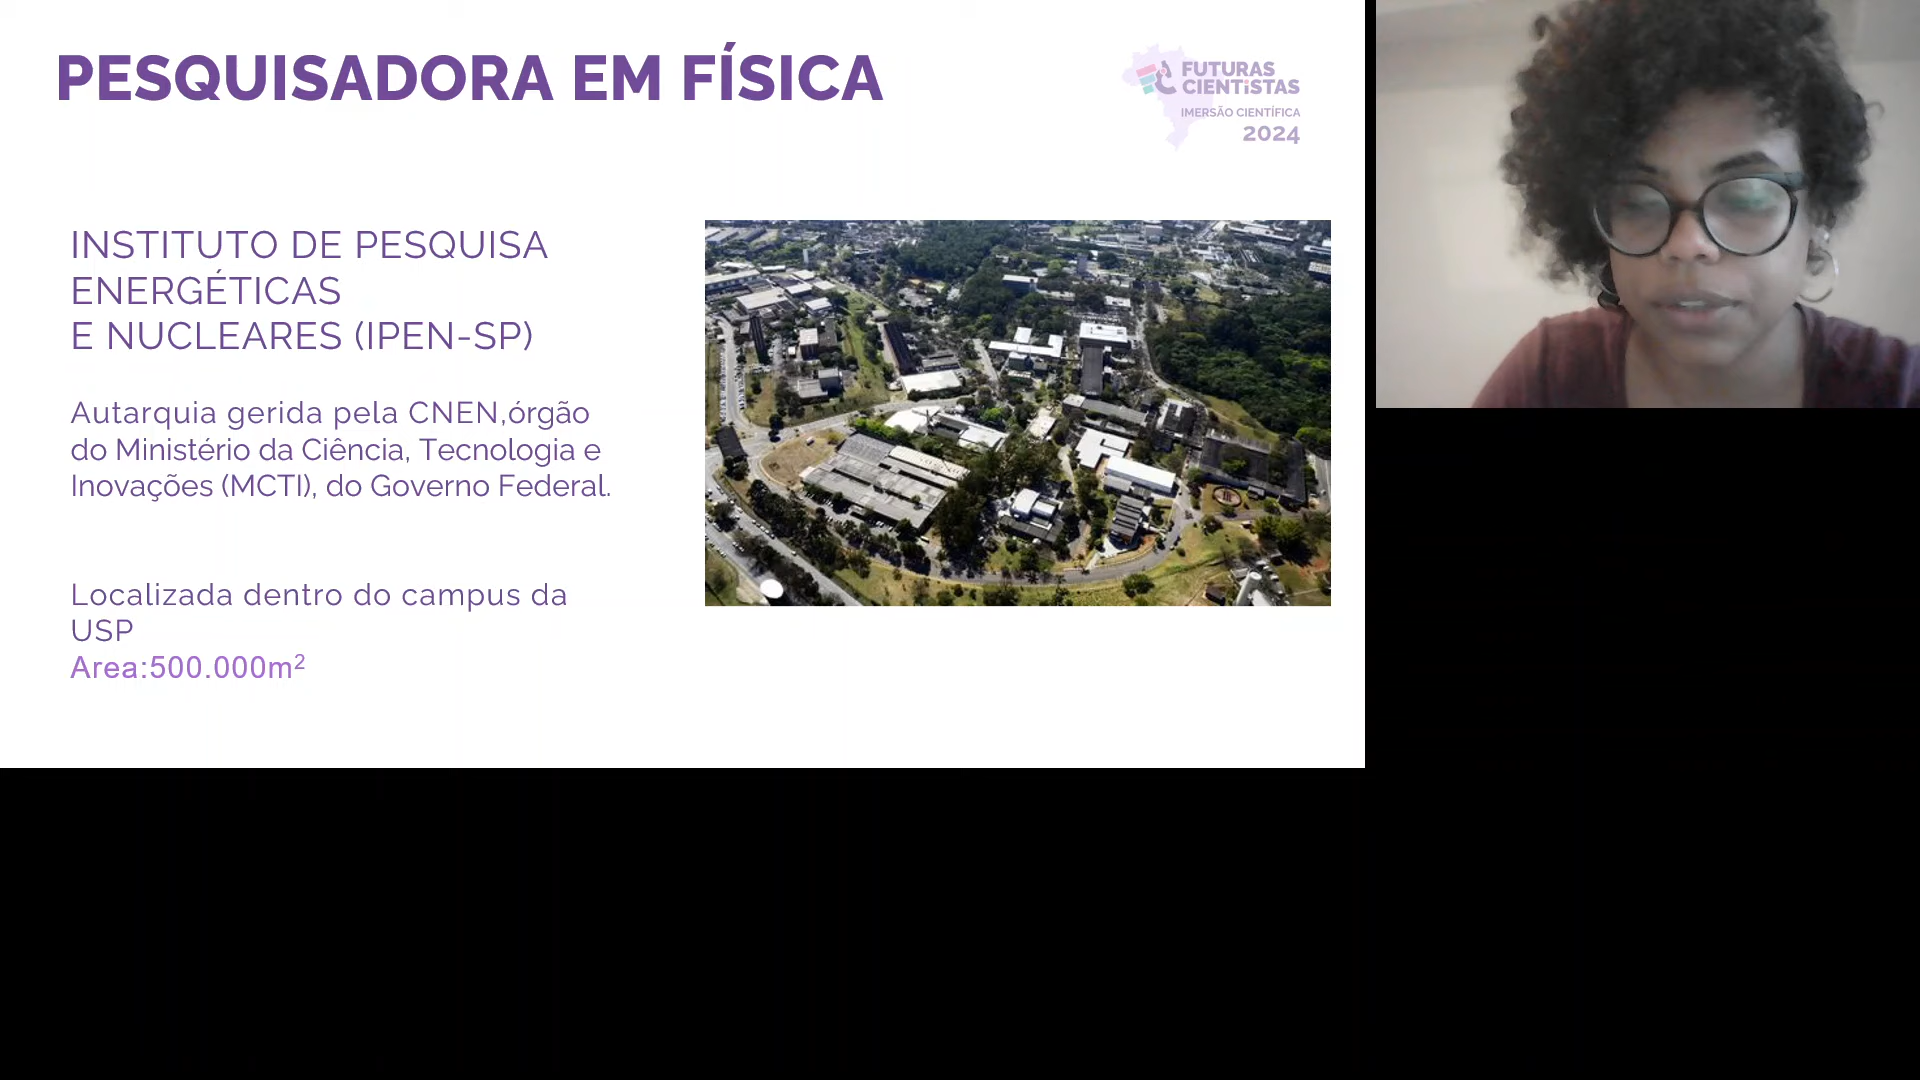 PESQUISADORA EM FÍSICA
FUTURAS
CIENTISTAS
IMERSÃO CIENTÍFICA
2024
INSTITUTO DE PESQUISA
ENERGÉTICAS
E NUCLEARES (IPEN-SP)
Autarquia gerida pela CNEN,órgão
do Ministério da Ciência, Tecnologia e
Inovações (MCTI), do Governo Federal.
Localizada dentro do campus da
USP
Area:500.000m²